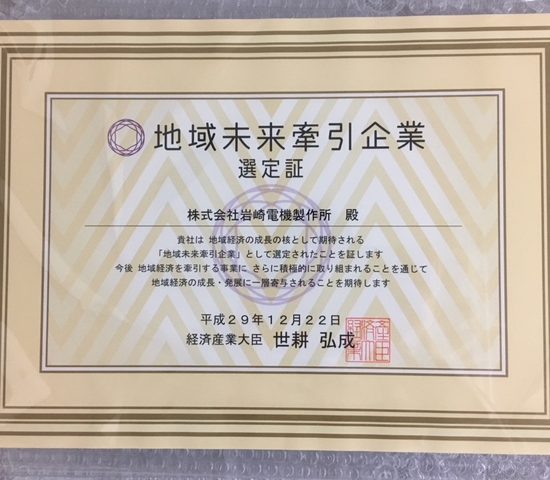 地域未来牽引企業
選定証
株式会社岩崎電機製作所 殿
貴社は 地域経済の成長の核として期待される
「地域未来牽引企業」として選定されたことを証します
今後 地域経済を牽引する事業に さらに積極的に取り組まれることを通じて
地域経済の成長・発展に一層寄与されることを期待します
平成29年12月22日
経済産業大臣 世耕 弘成